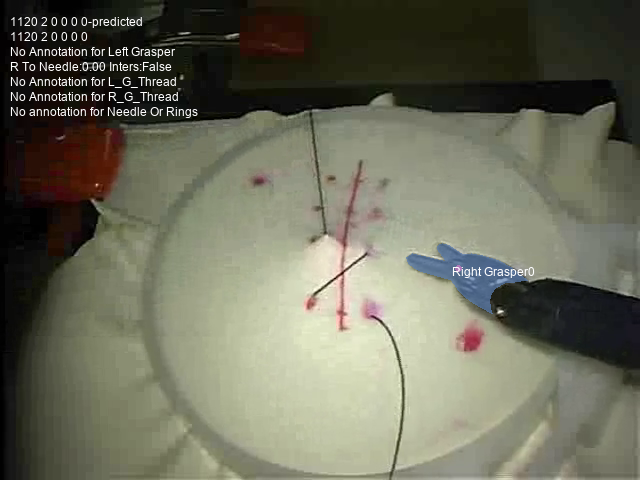 1120 2 0 0 0 0-predicted
1120 2 0 0 0 0
No Annotation for Left Grasper
R To Needle:0.00 Inters:False
No Annotation for L_G_Thread
No Annotation for R_G_Thread
No annotation for Needle Or Rings
Right Grasper0